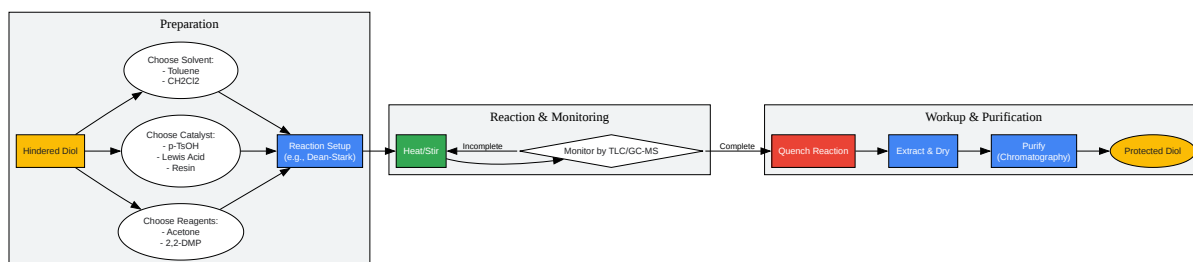 Preparation
Choose Solvent:
- Toluene
- CH2Cl2
Hindered Diol
Choose Catalyst:
- p-TsOH
- Lewis Acid
- Resin
Choose Reagents:
- Acetone
- 2,2-DMP
Reaction Setup
(e.g., Dean-Stark)
Reaction & Monitoring
Heat/Stir
Incomplete
Monitor by TLC/GC-MS
Complete
Workup & Purification
Quench Reaction
Extract & Dry
Purify
(Chromatography)
Protected Diol